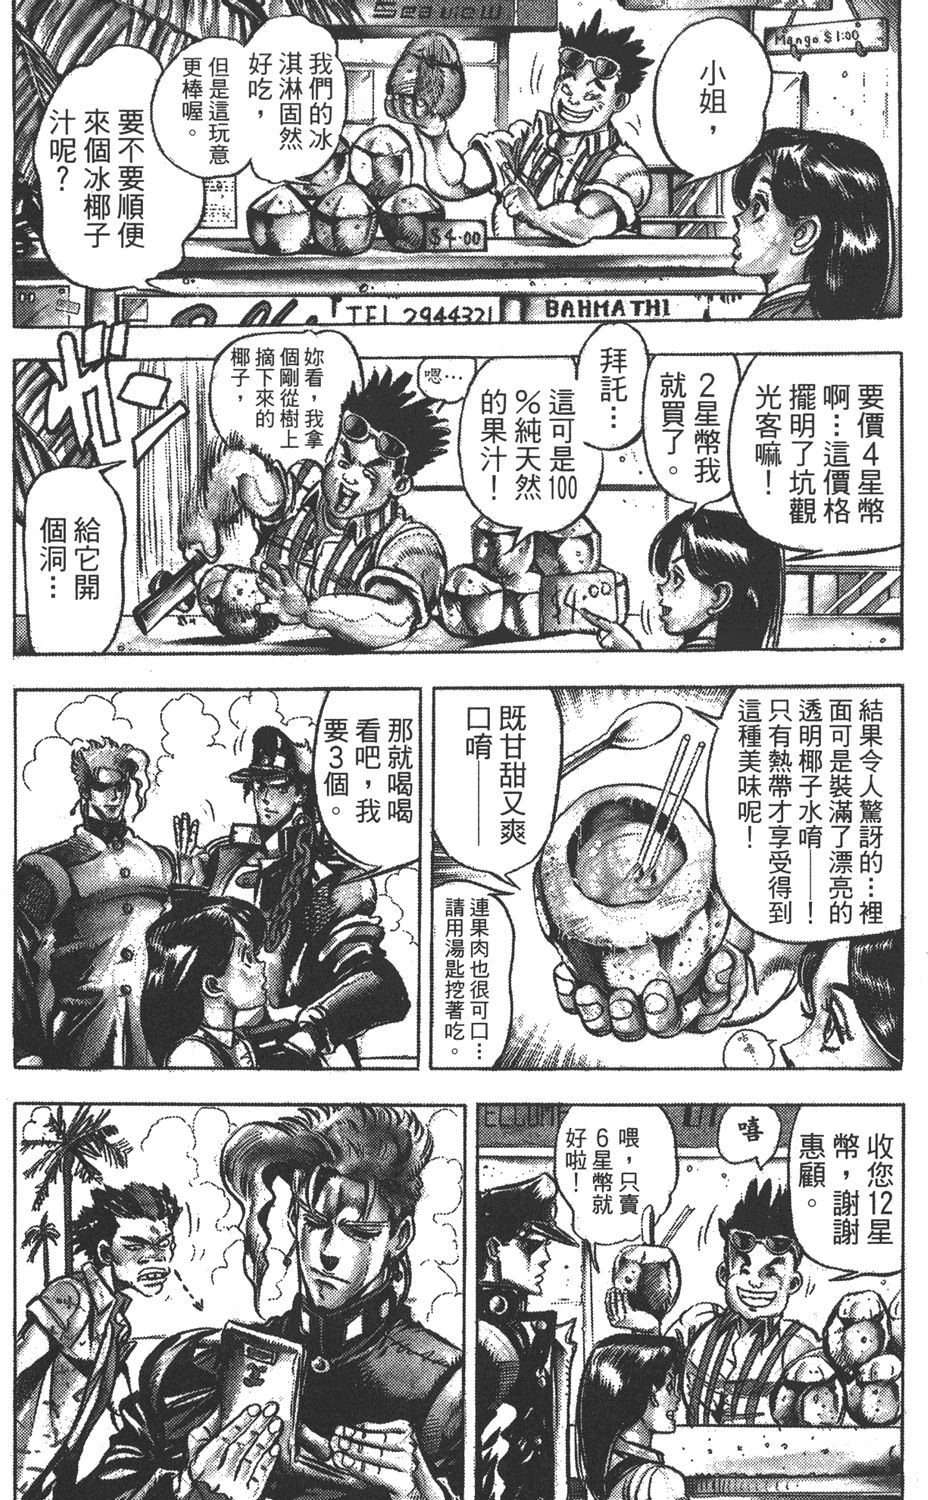 Sea view
Mango $1.00
小姐，
我們的冰
淇淋固然
好吃，
但是這玩意
更棒喔。
要不要順便
來個冰椰子
汁呢？
$4.00
TEL 2944321
BAHMATHI
要價4星幣
啊…這價格
擺明了坑觀
光客嘛！
2星幣我
就買了。
拜託…
這可是100
%純天然
的果汁！
嗯…
妳看，我拿
個剛從樹上
摘下來的
椰子，
ガン
給它開
個洞…
$4.00
結果令人驚訝的…裡
面可是裝滿了漂亮的
透明椰子水唷——！
只有熱帶才享受得到
這種美味呢！
既甘甜又爽
口唷——
連果肉也很可口…
請用湯匙挖著吃。
那就喝喝
看吧，我
要3個。
收您12星
幣，謝謝
惠顧。
嘻
喂，只賣
6星幣就
好啦！